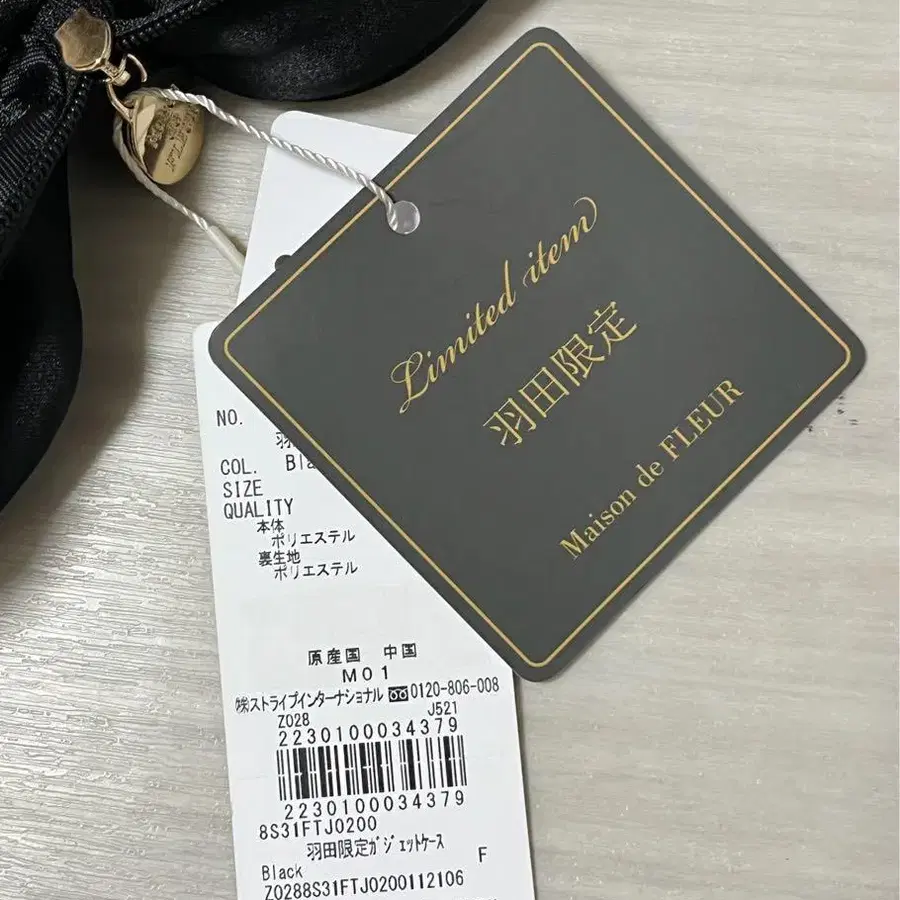 Limited item
羽田限定
Maison de FLEUR
NO.
COL. Bla
SIZE
QUALITY
本体
ポリエステル
裏生地
ポリエステル
原産国 中国
M01
㈱ストライプインターナショナル 0120-806-008
Z028 J521
2230100034379
2230100034379
8S31FTJ0200
羽田限定ガジェットケース
Black F
Z0288S31FTJ0200112106